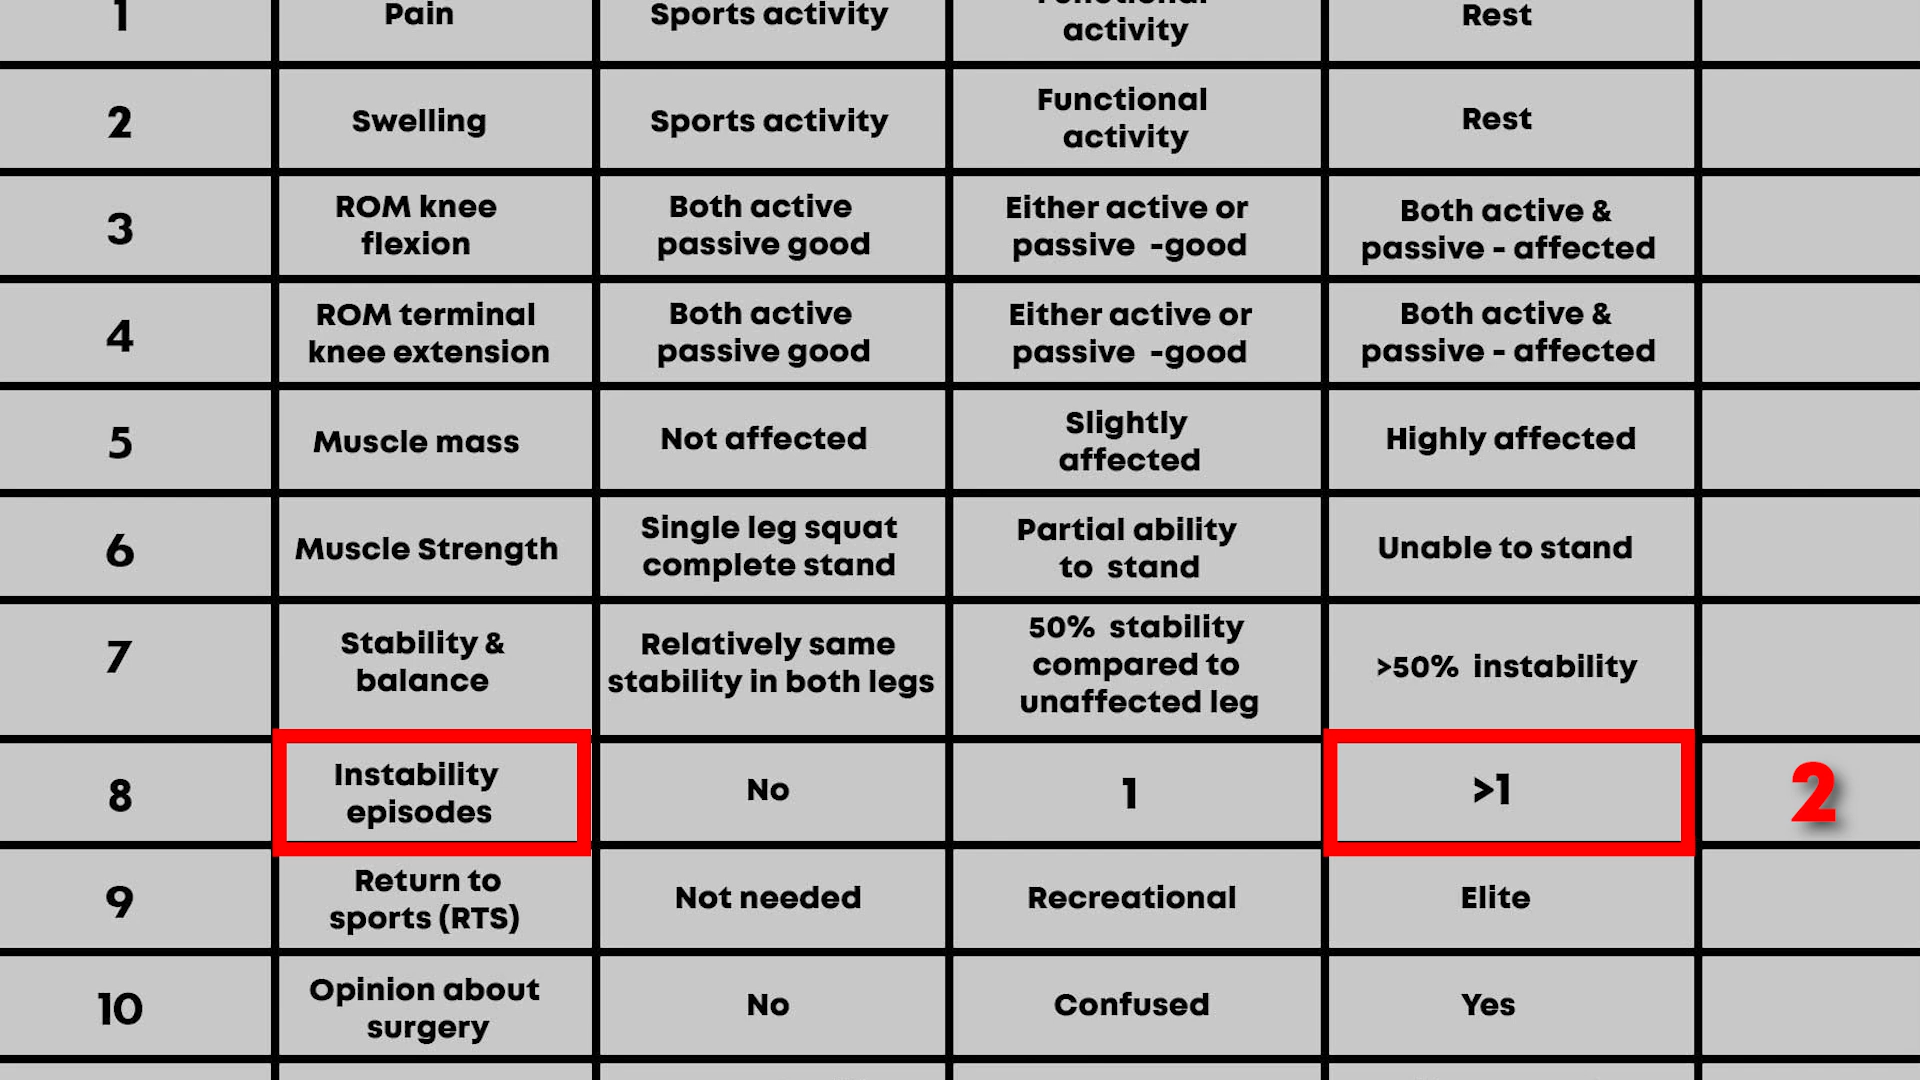 1
Pain
Sports activity
activity
Rest
2
Swelling
Sports activity
Functional
activity
Rest
3
ROM knee
flexion
Both active
passive good
Either active or
passive -good
Both active &
passive - affected
4
ROM terminal
knee extension
Both active
passive good
Either active or
passive -good
Both active &
passive - affected
5
Muscle mass
Not affected
Slightly
affected
Highly affected
6
Muscle Strength
Single leg squat
complete stand
Partial ability
to stand
Unable to stand
7
Stability &
balance
Relatively same
stability in both legs
50% stability
compared to
unaffected leg
>50% instability
8
Instability
episodes
No
1
>1
2
9
Return to
sports (RTS)
Not needed
Recreational
Elite
10
Opinion about
surgery
No
Confused
Yes